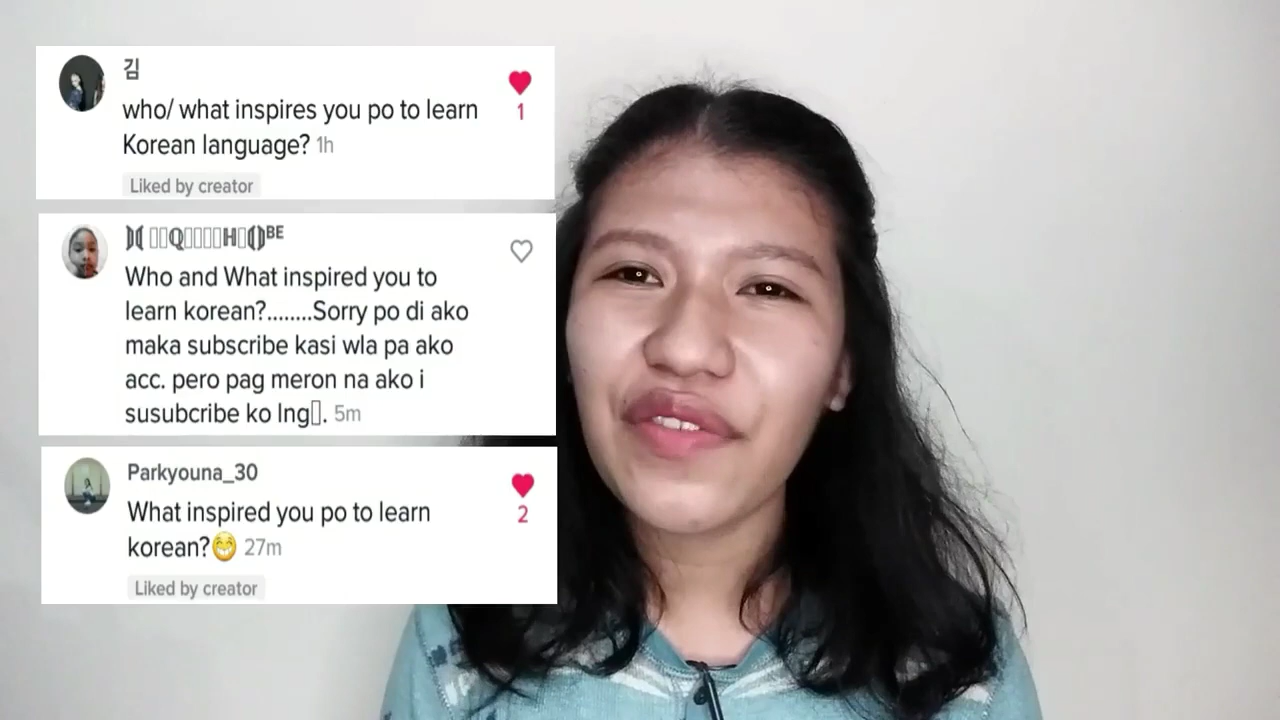 김
who/ what inspires you po to learn
Korean language? 1h
1
Liked by creator
BE
Who and What inspired you to
learn korean?........Sorry po di ako
maka subscribe kasi wla pa ako
acc. pero pag meron na ako i
susubcribe ko lng. 5m
Parkyouna_30
What inspired you po to learn
korean?😁 27m
2
Liked by creator